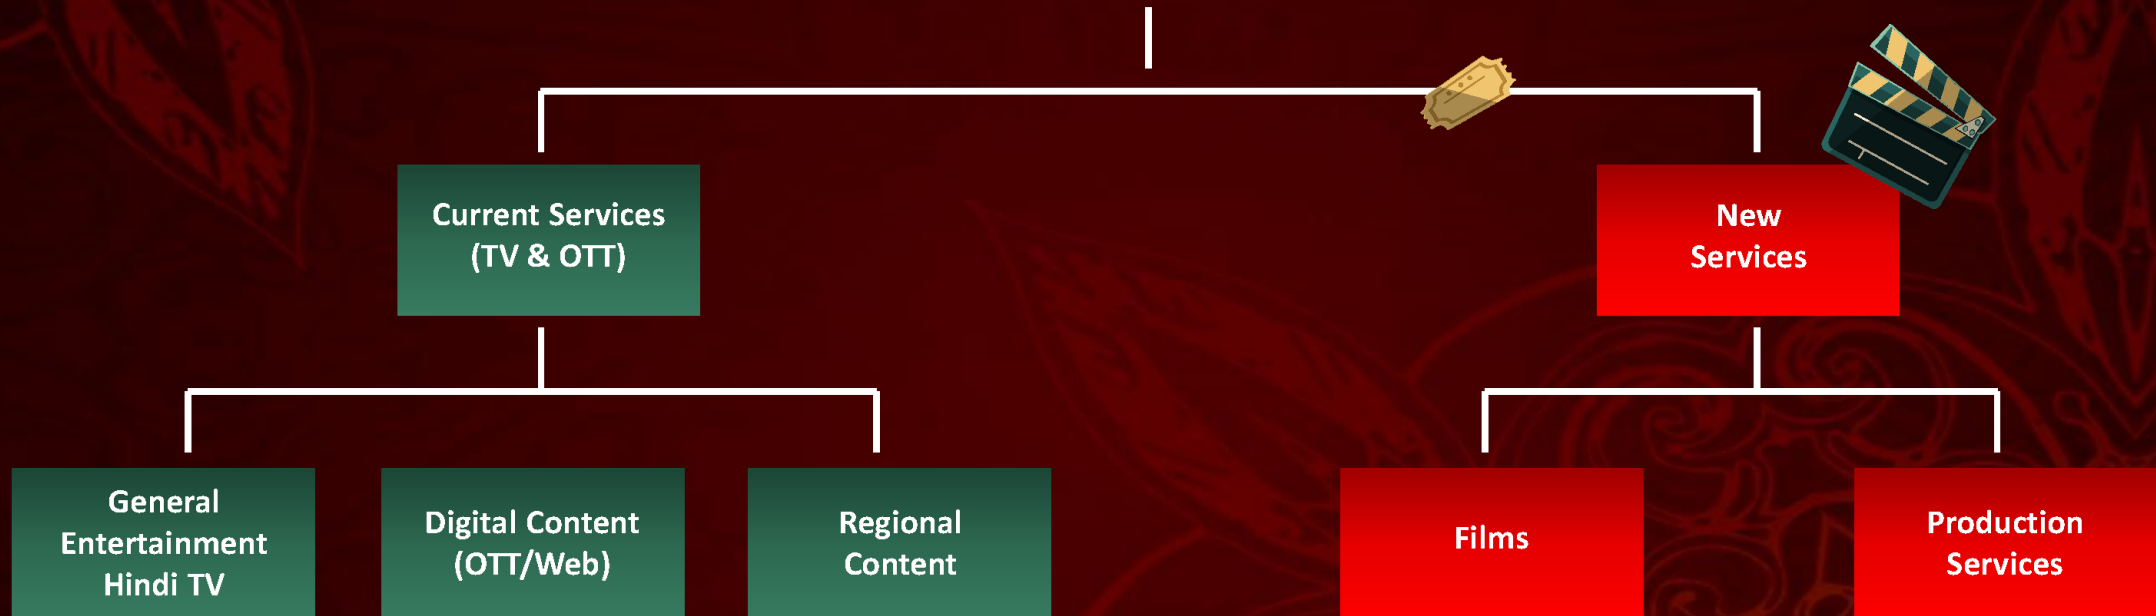 Current Services
(TV & OTT)
New
Services
General
Entertainment
Hindi TV
Digital Content
(OTT/Web)
Regional
Content
Films
Production
Services